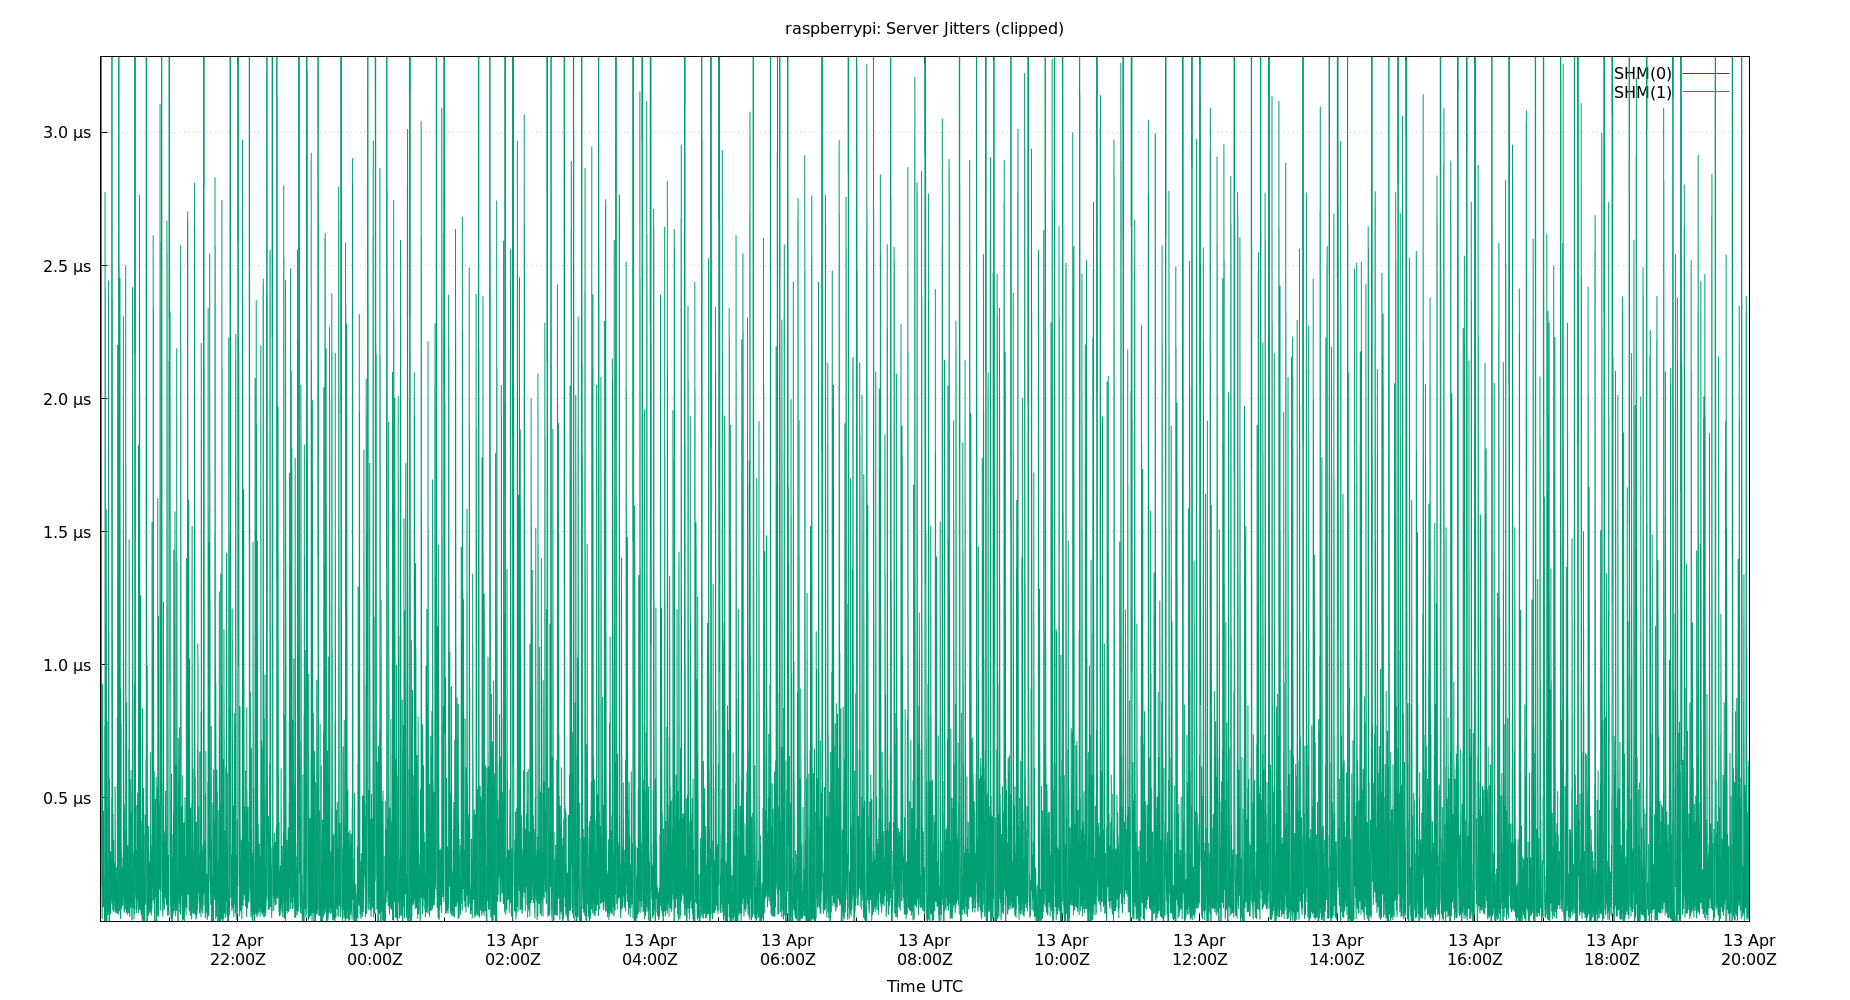 raspberrypi: Server Jitters (clipped)
SHM(0)
SHM(1)
3.0 µs
2.5 µs
2.0 µs
1.5 µs
1.0 µs
0.5 µs
12 Apr 13 Apr 13 Apr 13 Apr 13 Apr 13 Apr 13 Apr 13 Apr 13 Apr 13 Apr 13 Apr 13 Apr
22:00Z 00:00Z 02:00Z 04:00Z 06:00Z 08:00Z 10:00Z 12:00Z 14:00Z 16:00Z 18:00Z 20:00Z
Time UTC